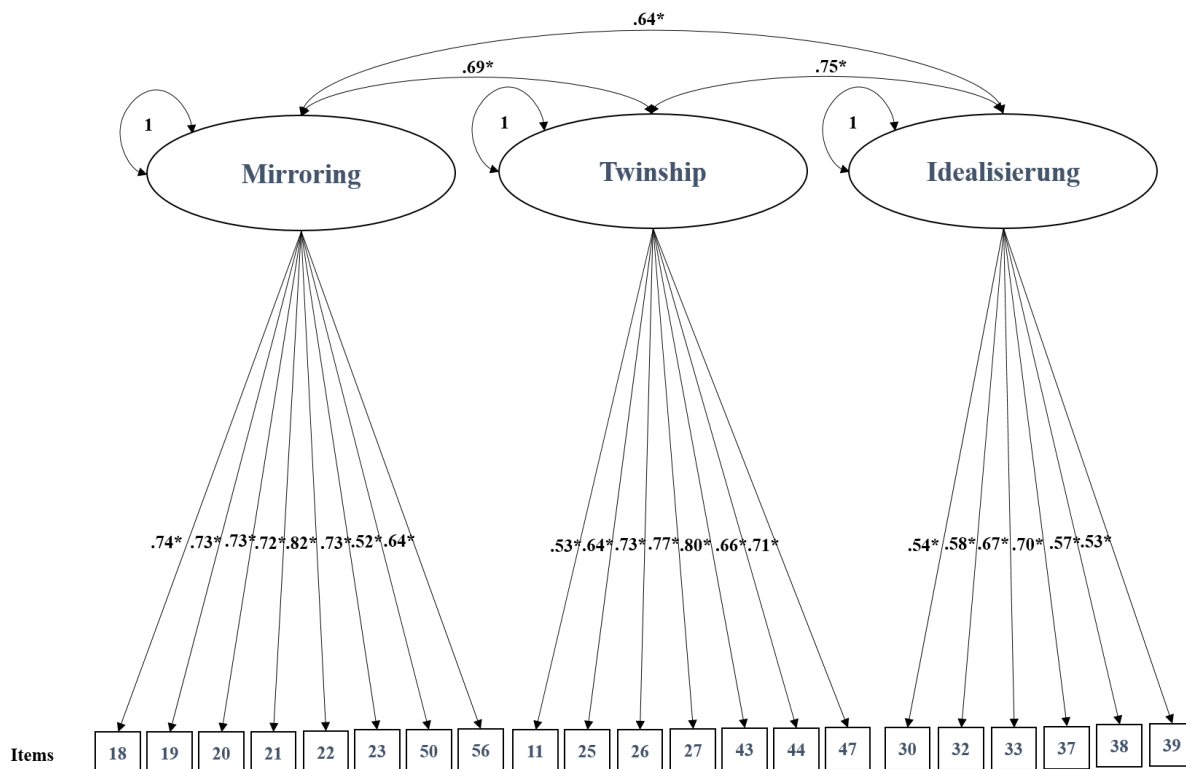 .64*
.69* .75*
1 1 1
Mirroring Twinship Idealisierung
.74* .73* .73* .72* .82* .73* .52* .64* .53* .64* .73* .77* .80* .66* .71* .54* .58* .67* .70* .57* .53*
Items 18 19 20 21 22 23 50 56 11 25 26 27 43 44 47 30 32 33 37 38 39